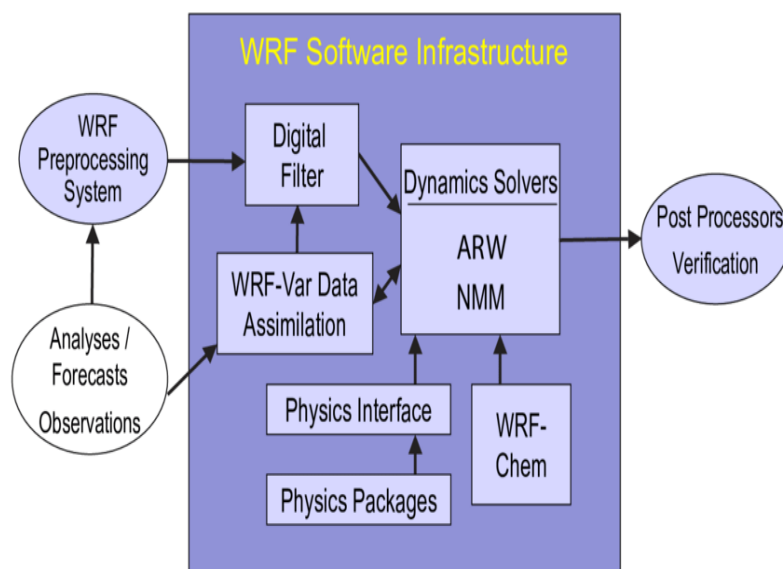 WRF Software Infrastructure
WRF
Preprocessing
System
Digital
Filter
Dynamics Solvers
ARW
NMM
Post Processors
Verification
WRF-Var Data
Assimilation
Analyses /
Forecasts
Observations
Physics Interface
WRF-
Chem
Physics Packages